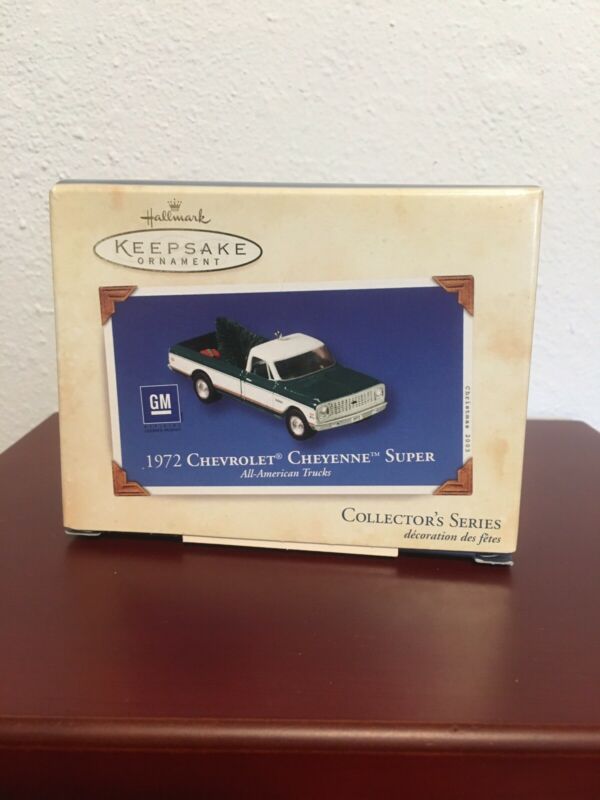 Hallmark
KEEPSAKE
ORNAMENT
GM
1972 CHEVROLET® CHEYENNE™ SUPER
All-American Trucks
Christmas 2003
COLLECTOR'S SERIES
décoration des fêtes